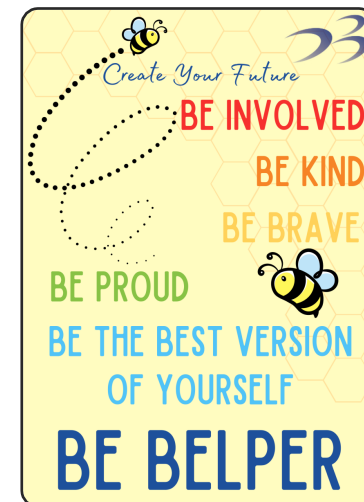 Create Your Future
BE INVOLVED
BE KIND
BE BRAVE
BE PROUD
BE THE BEST VERSION
OF YOURSELF
BE BELPER